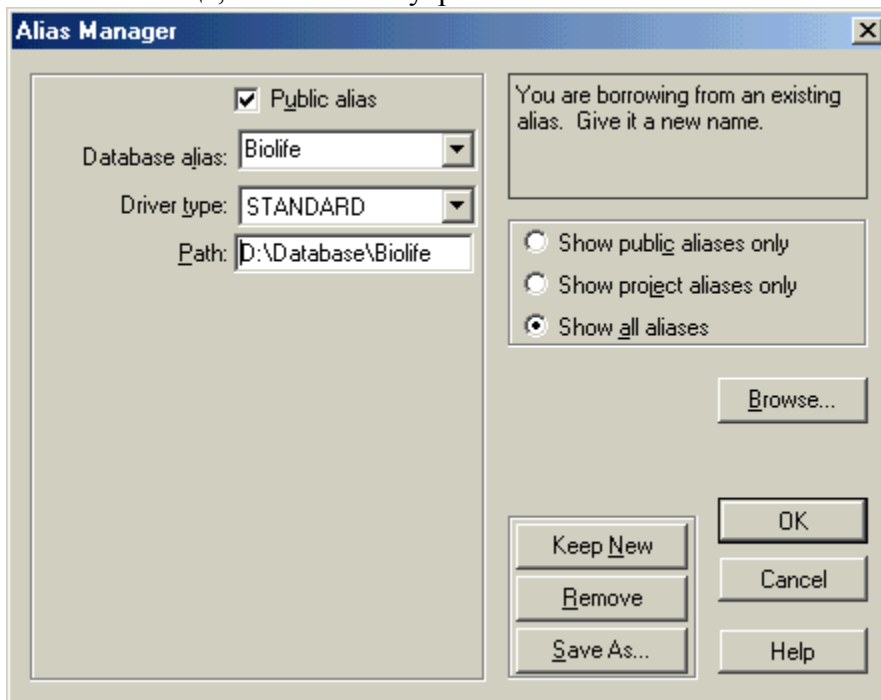 Alias Manager
Public alias
Database alias: Biolife
Driver type: STANDARD
Path: D:\Database\Biolife
You are borrowing from an existing
alias. Give it a new name.
Show public aliases only
Show project aliases only
Show all aliases
Browse...
Keep New
Remove
Save As...
OK
Cancel
Help